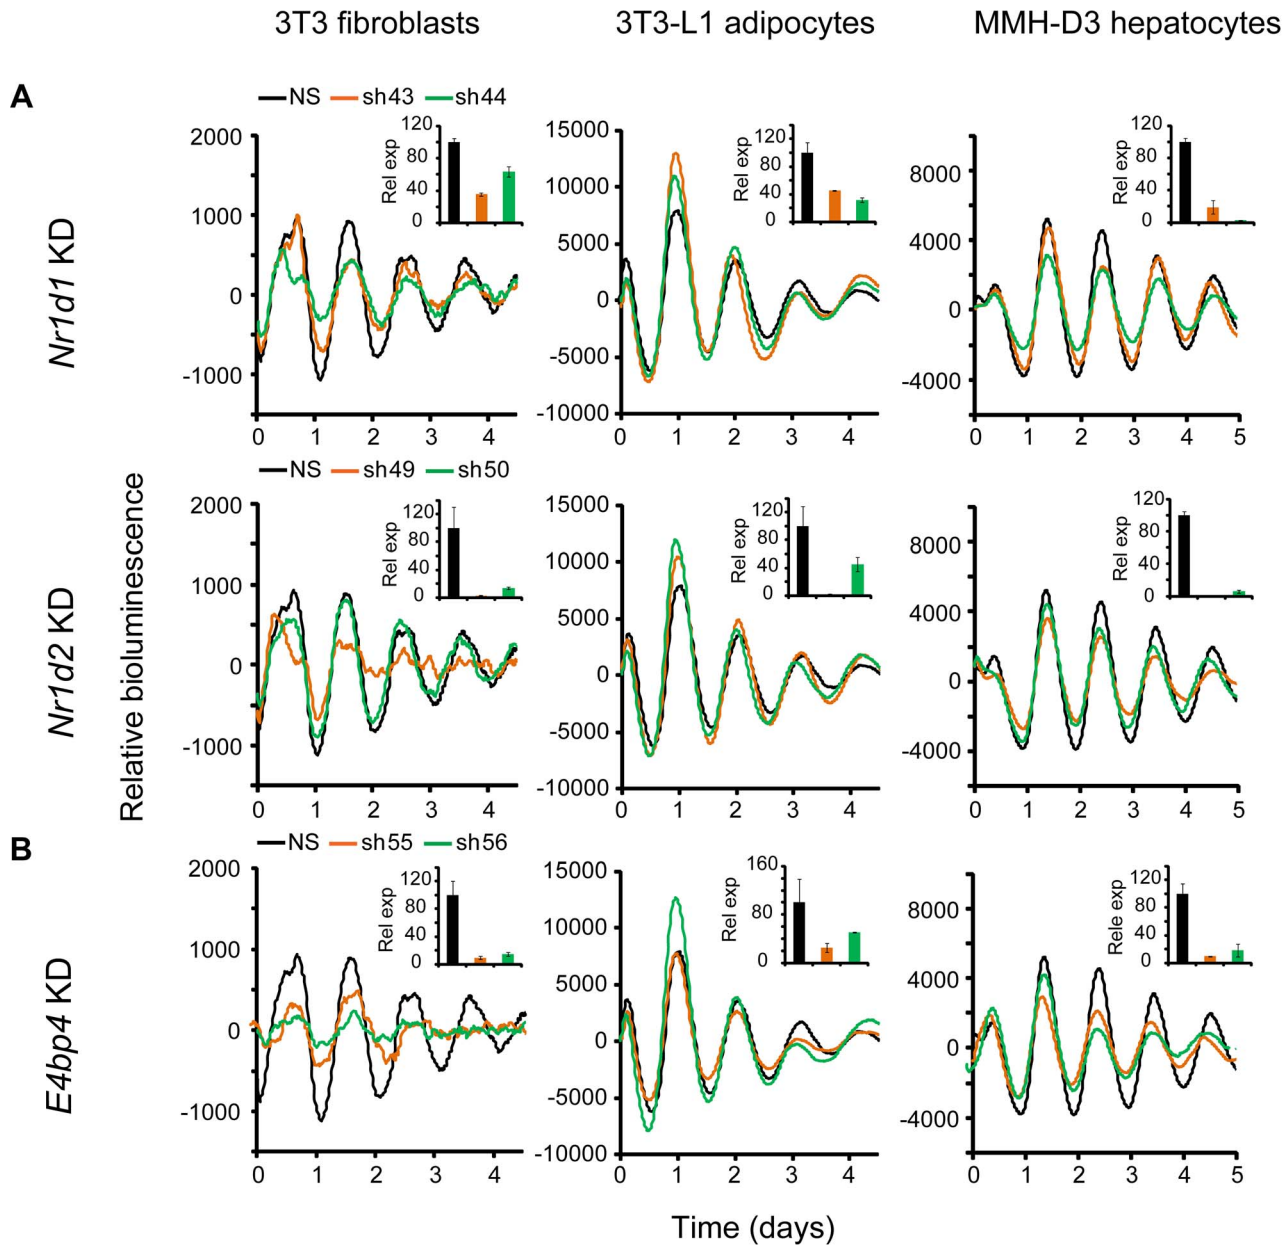 3T3 fibroblasts 3T3-L1 adipocytes MMH-D3 hepatocytes
A
NS sh43 sh44
Nr1d1 KD
2000
1000
0
-1000
0 1 2 3 4
Rel exp
120
80
40
0
15000
10000
5000
0
-5000
-10000
0 1 2 3 4
Rel exp
120
80
40
0
8000
4000
0
-4000
0 1 2 3 4 5
Rel exp
120
80
40
0
Relative bioluminescence
NS sh49 sh50
Nr1d2 KD
2000
1000
0
-1000
0 1 2 3 4
Rel exp
120
80
40
0
15000
10000
5000
0
-5000
-10000
0 1 2 3 4
Rel exp
120
80
40
0
8000
4000
0
-4000
0 1 2 3 4 5
Rel exp
120
80
40
0
B
NS sh55 sh56
E4bp4 KD
2000
1000
0
-1000
0 1 2 3 4
Rel exp
120
80
40
0
15000
10000
5000
0
-5000
-10000
0 1 2 3 4
Rel exp
160
80
0
8000
4000
0
-4000
0 1 2 3 4 5
Rele exp
120
80
40
0
Time (days)